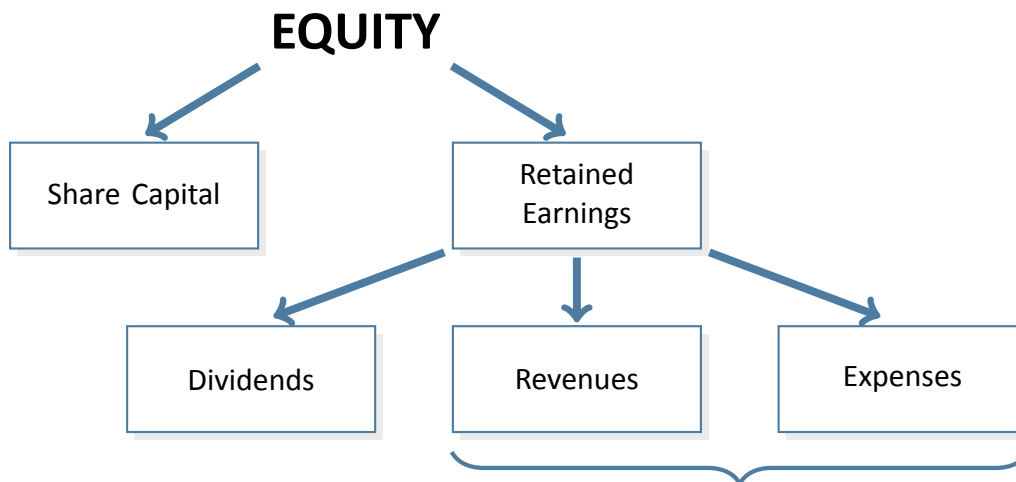 EQUITY
Share Capital
Retained
Earnings
Dividends
Revenues
Expenses